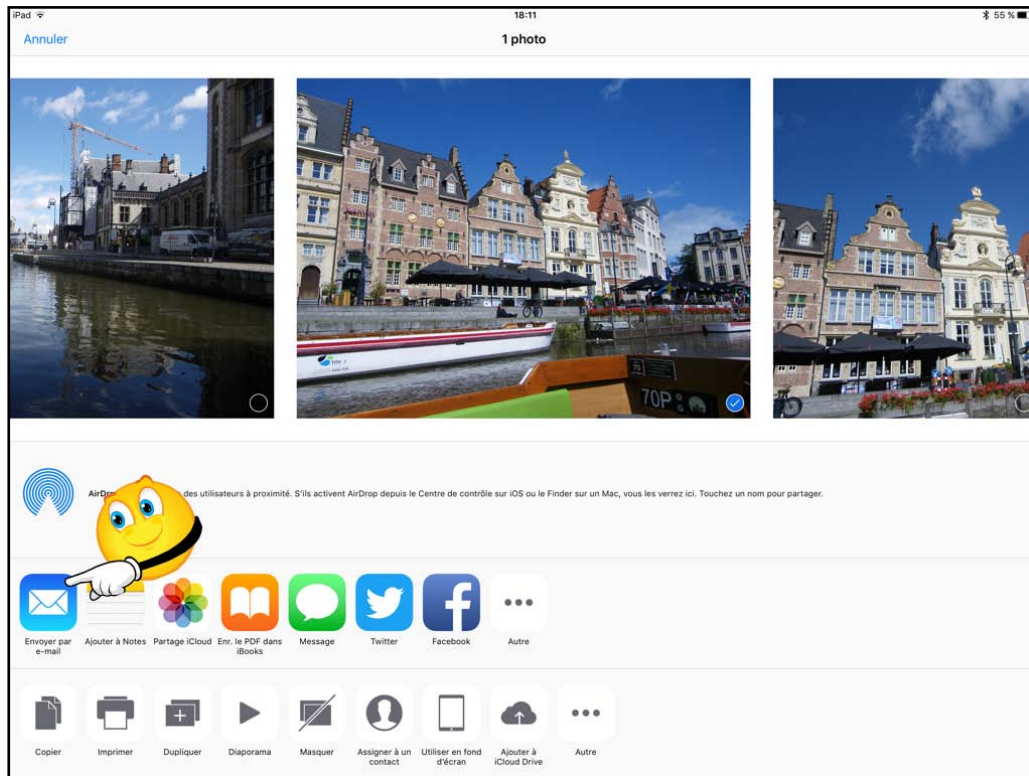 iPad 18:11 55 %
Annuler 1 photo
70P
AirDrop des utilisateurs à proximité. S'ils activent AirDrop depuis le Centre de contrôle sur iOS ou le Finder sur un Mac, vous les verrez ici. Touchez un nom pour partager.
Envoyer par e-mail
Ajouter à Notes
Partage iCloud
Enr. le PDF dans iBooks
Message
Twitter
Facebook
Autre
Copier
Imprimer
Dupliquer
Diaporama
Masquer
Assigner à un contact
Utiliser en fond d'écran
Ajouter à iCloud Drive
Autre